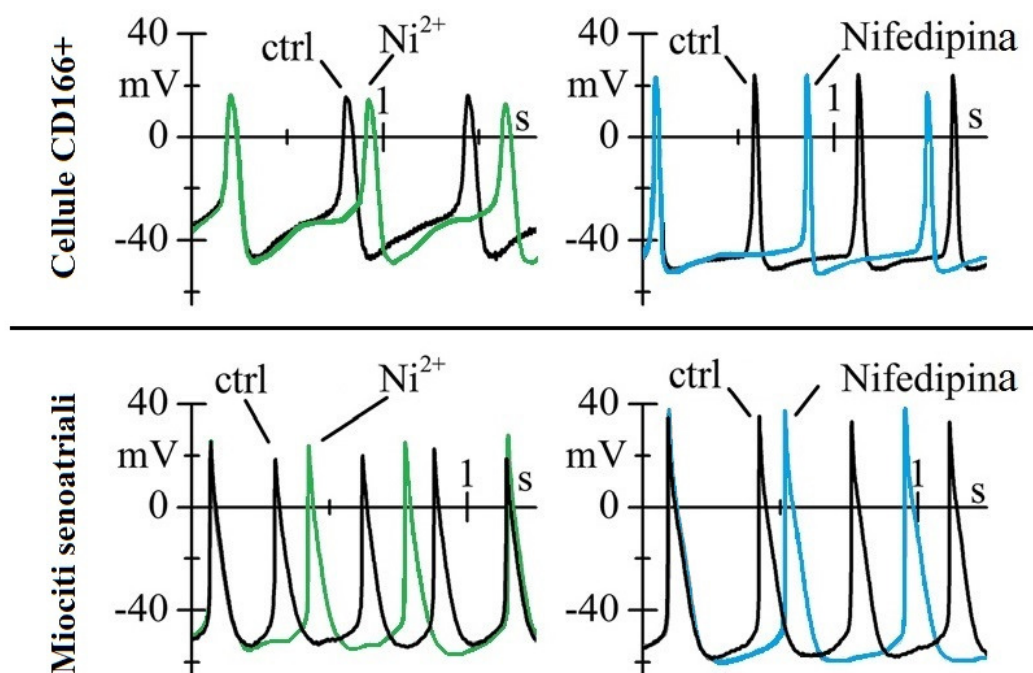 Cellule CD166+
40
mV
0
-40
ctrl
Ni²⁺
1
s
40
mV
0
-40
ctrl
Nifedipina
1
s
Miociti senoatriali
40
mV
0
-40
ctrl
Ni²⁺
1
s
40
mV
0
-40
ctrl
Nifedipina
1
s